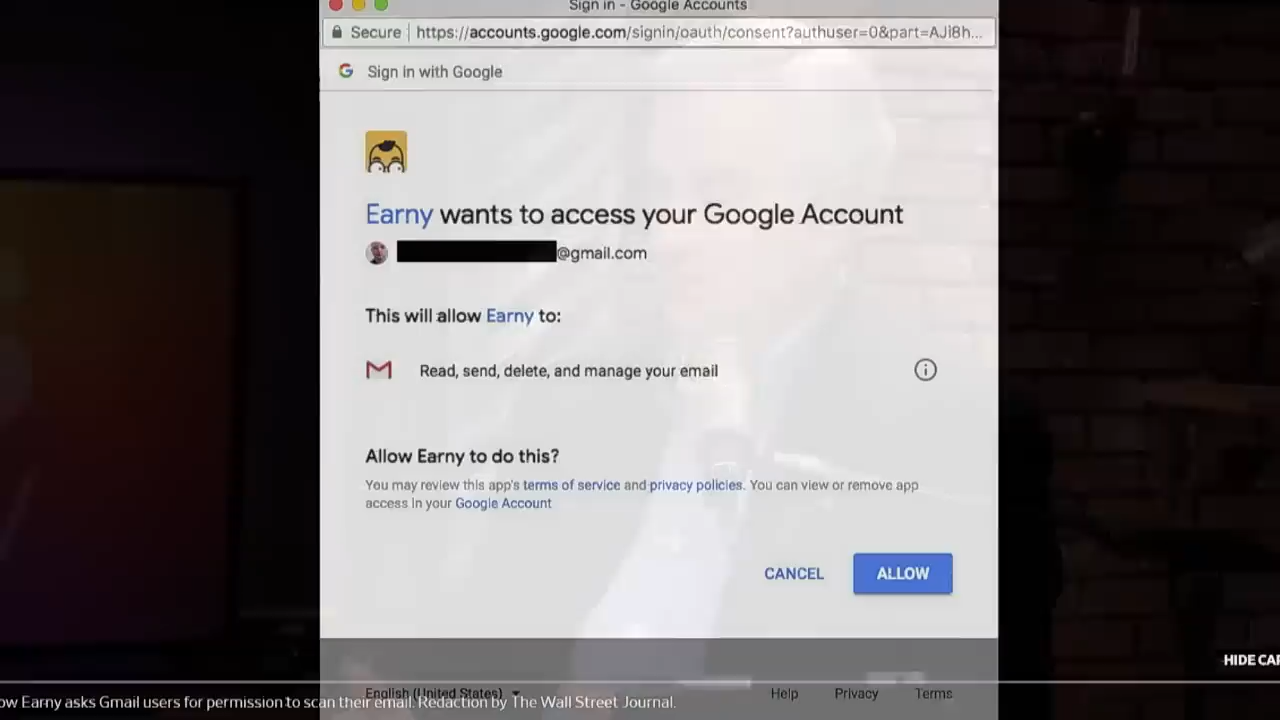 Sign in - Google Accounts
Secure https://accounts.google.com/signin/oauth/consent?authuser=0&part=AJi8h...
Sign in with Google
Earny wants to access your Google Account
@gmail.com
This will allow Earny to:
Read, send, delete, and manage your email
Allow Earny to do this?
You may review this app's terms of service and privacy policies. You can view or remove app
access in your Google Account
CANCEL ALLOW
HIDE CAP
English (United States) Help Privacy Terms
ow Earny asks Gmail users for permission to scan their email. Redaction by The Wall Street Journal.